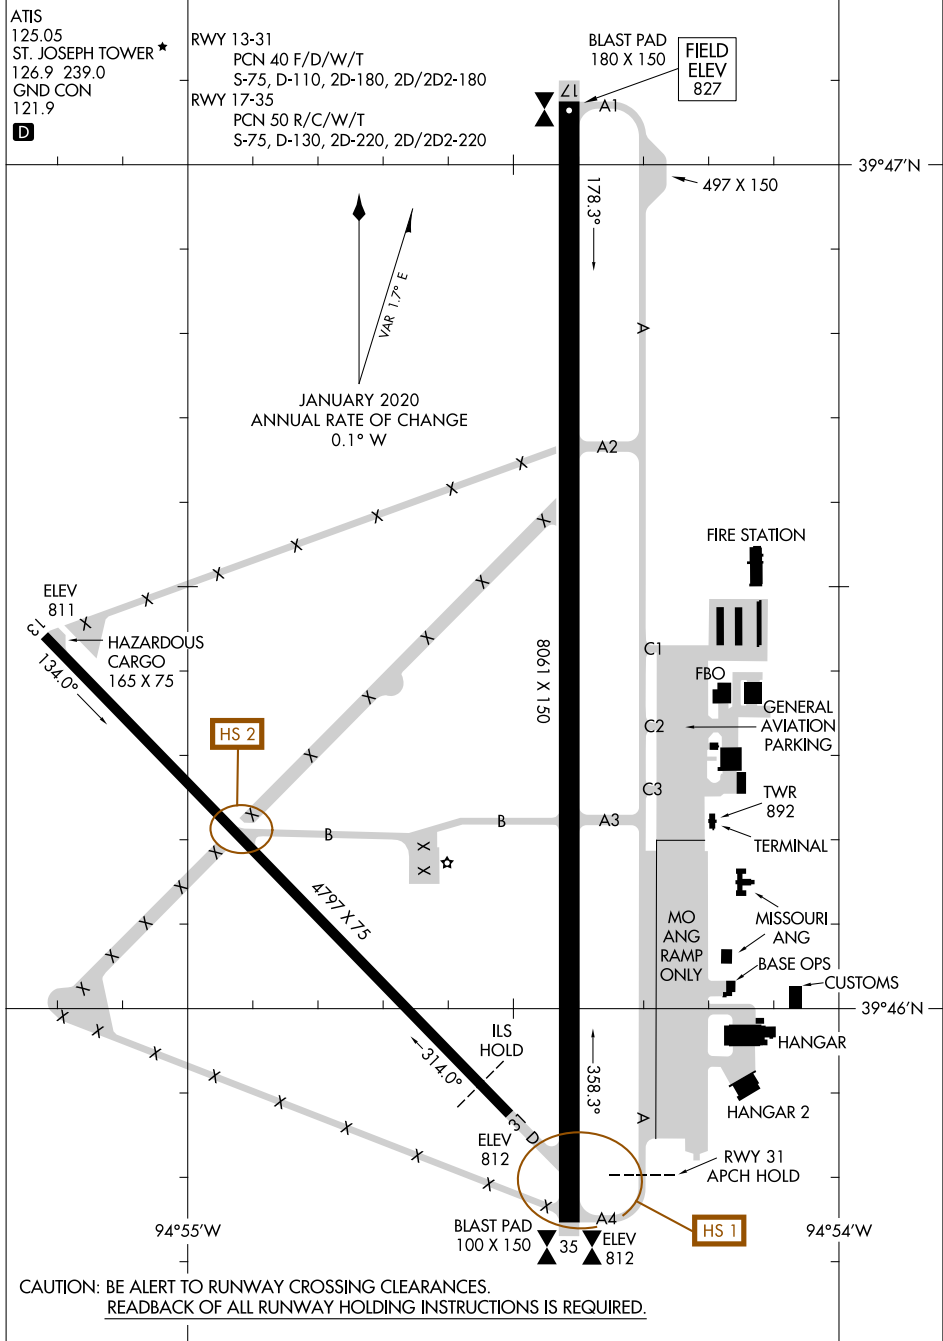 ATIS
125.05
ST. JOSEPH TOWER
126.9 239.0
GND CON
121.9
D
RWY 13-31
PCN 40 F/D/W/T
S-75, D-110, 2D-180, 2D/2D2-180
RWY 17-35
PCN 50 R/C/W/T
S-75, D-130, 2D-220, 2D/2D2-220
BLAST PAD
180 X 150
FIELD
ELEV
827
17
A1
39°47'N
497 X 150
178.3°
VAR 1.7° E
A
JANUARY 2020
ANNUAL RATE OF CHANGE
0.1° W
A2
X
X
X
X
X
X
X
X
X
X
X
X
X
FIRE STATION
ELEV
811
13
HAZARDOUS
CARGO
165 X 75
134.0°
8061 X 150
C1
FBO
GENERAL
AVIATION
PARKING
C2
HS 2
C3
TWR
892
TERMINAL
B
B
A3
X
X
X
X
X
X
X
4797 X 75
MO
ANG
RAMP
ONLY
MISSOURI
ANG
BASE OPS
CUSTOMS
39°46'N
HANGAR
HANGAR 2
ILS
HOLD
314.0°
358.3°
X
X
X
X
X
X
X
X
X
31
D
A
ELEV
812
RWY 31
APCH HOLD
A4
HS 1
94°55'W
BLAST PAD
100 X 150
35
ELEV
812
94°54'W
CAUTION: BE ALERT TO RUNWAY CROSSING CLEARANCES.
READBACK OF ALL RUNWAY HOLDING INSTRUCTIONS IS REQUIRED.